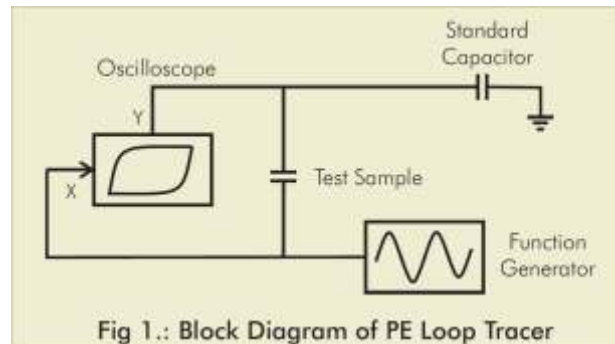 Standard
Capacitor
Oscilloscope
Y
X
Test Sample
Function
Generator
Fig 1.: Block Diagram of PE Loop Tracer